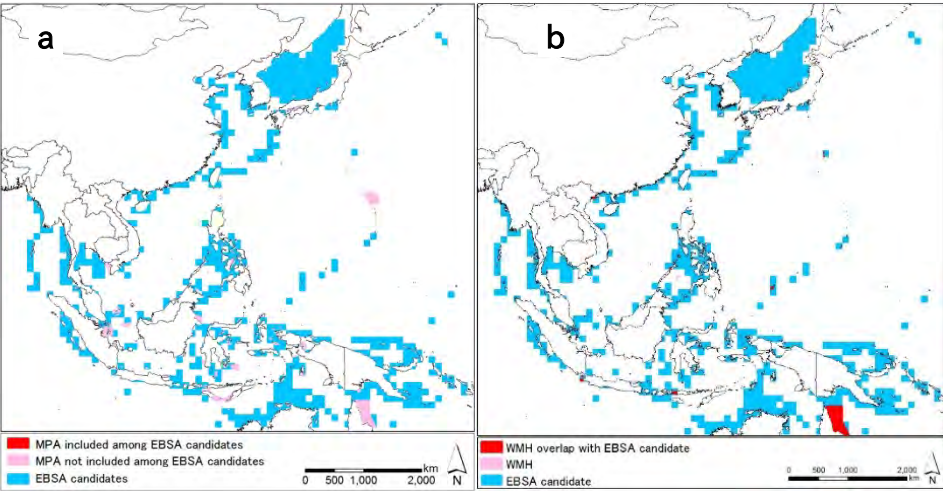 a
b
MPA included among EBSA candidates
MPA not included among EBSA candidates
EBSA candidates
km
0 500 1,000 2,000
N
WMH overlap with EBSA candidate
WMH
EBSA candidate
km
0 500 1,000 2,000
N